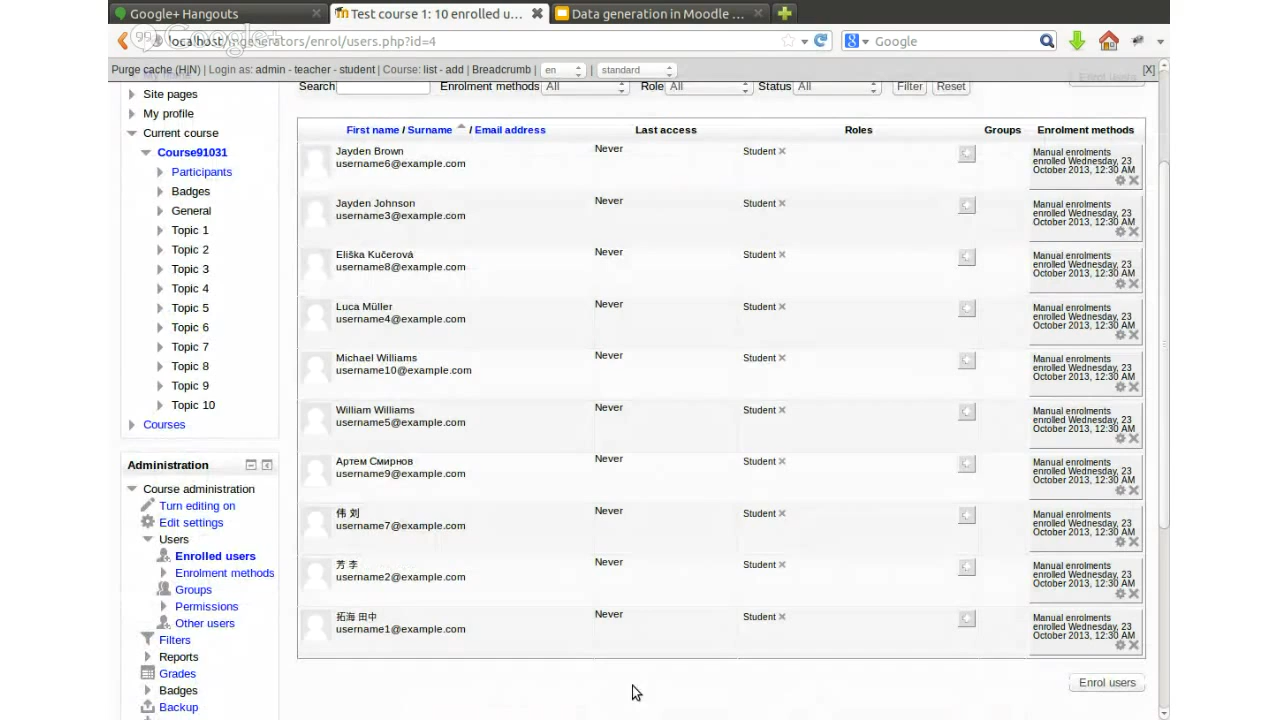 Google+ Hangouts
Test course 1: 10 enrolled u...
Data generation in Moodle ...
localhost/mgenerators/enrol/users.php?id=4
Google
Purge cache (H|N) | Login as: admin - teacher - student | Course: list - add | Breadcrumb | en | standard
[X]
Search
Enrolment methods All
Role All
Status All
Filter
Reset
Enrol users
Site pages
My profile
Current course
Course91031
Participants
Badges
General
Topic 1
Topic 2
Topic 3
Topic 4
Topic 5
Topic 6
Topic 7
Topic 8
Topic 9
Topic 10
Courses
Administration
Course administration
Turn editing on
Edit settings
Users
Enrolled users
Enrolment methods
Groups
Permissions
Other users
Filters
Reports
Grades
Badges
Backup
First name / Surname / Email address
Last access
Roles
Groups
Enrolment methods
Jayden Brown
username6@example.com
Never
Student
Manual enrolments
enrolled Wednesday, 23
October 2013, 12:30 AM
Jayden Johnson
username3@example.com
Never
Student
Manual enrolments
enrolled Wednesday, 23
October 2013, 12:30 AM
Eliška Kučerová
username8@example.com
Never
Student
Manual enrolments
enrolled Wednesday, 23
October 2013, 12:30 AM
Luca Müller
username4@example.com
Never
Student
Manual enrolments
enrolled Wednesday, 23
October 2013, 12:30 AM
Michael Williams
username10@example.com
Never
Student
Manual enrolments
enrolled Wednesday, 23
October 2013, 12:30 AM
William Williams
username5@example.com
Never
Student
Manual enrolments
enrolled Wednesday, 23
October 2013, 12:30 AM
Артем Смирнов
username9@example.com
Never
Student
Manual enrolments
enrolled Wednesday, 23
October 2013, 12:30 AM
伟 刘
username7@example.com
Never
Student
Manual enrolments
enrolled Wednesday, 23
October 2013, 12:30 AM
芳 李
username2@example.com
Never
Student
Manual enrolments
enrolled Wednesday, 23
October 2013, 12:30 AM
拓海 田中
username1@example.com
Never
Student
Manual enrolments
enrolled Wednesday, 23
October 2013, 12:30 AM
Enrol users